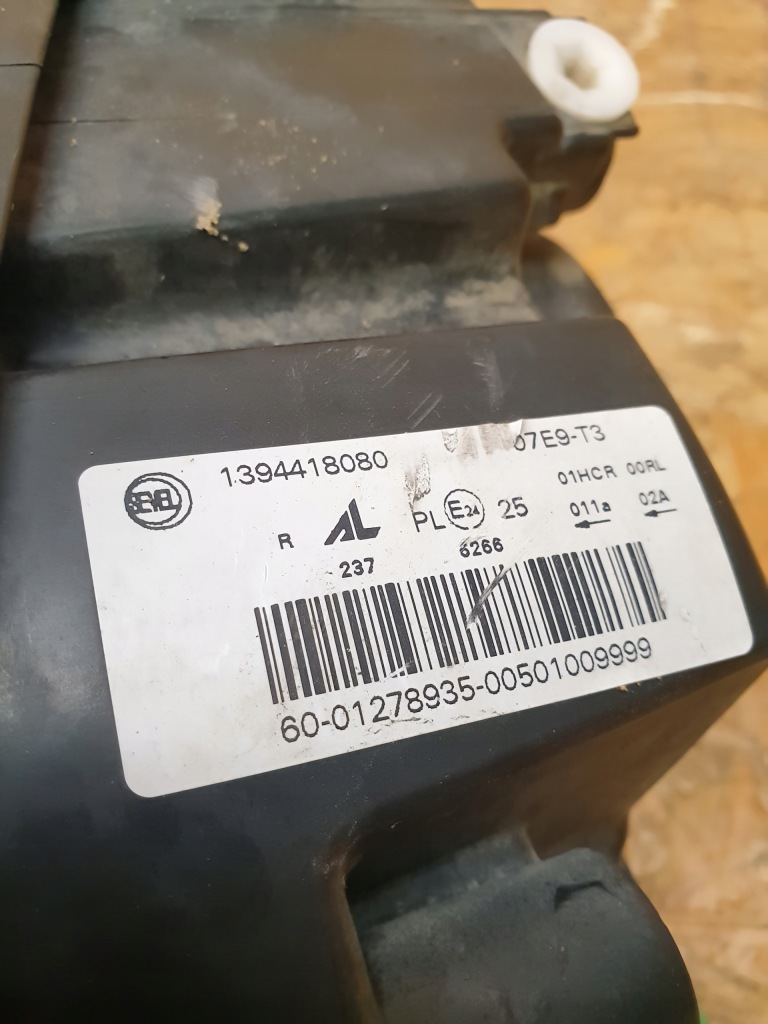 SEVEL
1394418080
07E9-T3
01HCR 00RL
R AL PL E24 25 011a 02A
237 6266
60-01278935-00501009999